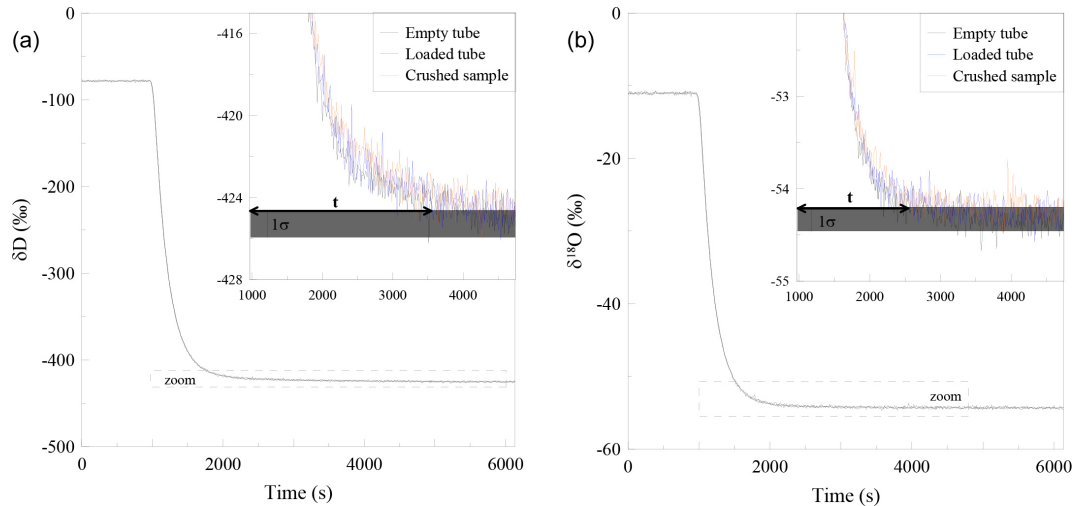 (a)
0
-100
-200
-300
-400
-500
δD (‰)
0
2000
4000
6000
Time (s)
zoom
-416
-420
-424
-428
1000
2000
3000
4000
Empty tube
Loaded tube
Crushed sample
t
1σ
(b)
0
-20
-40
-60
δ¹⁸O (‰)
0
2000
4000
6000
Time (s)
zoom
-53
-54
-55
1000
2000
3000
4000
Empty tube
Loaded tube
Crushed sample
t
1σ